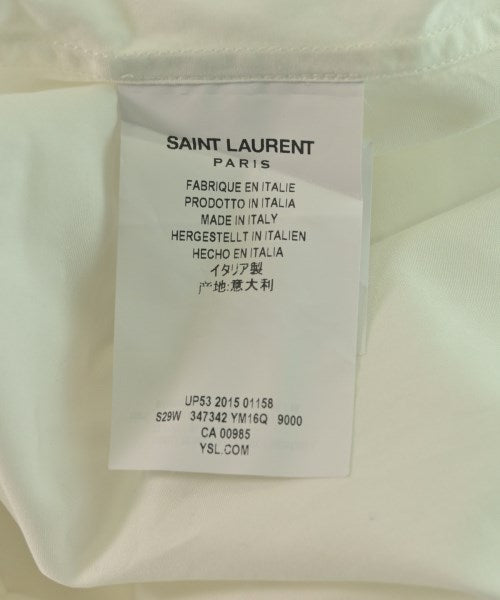 SAINT LAURENT
PARIS
FABRIQUE EN ITALIE
PRODOTTO IN ITALIA
MADE IN ITALY
HERGESTELLT IN ITALIEN
HECHO EN ITALIA
イタリア製
产地:意大利
UP53 2015 01158
S29W 347342 YM16Q 9000
CA 00985
YSL.COM